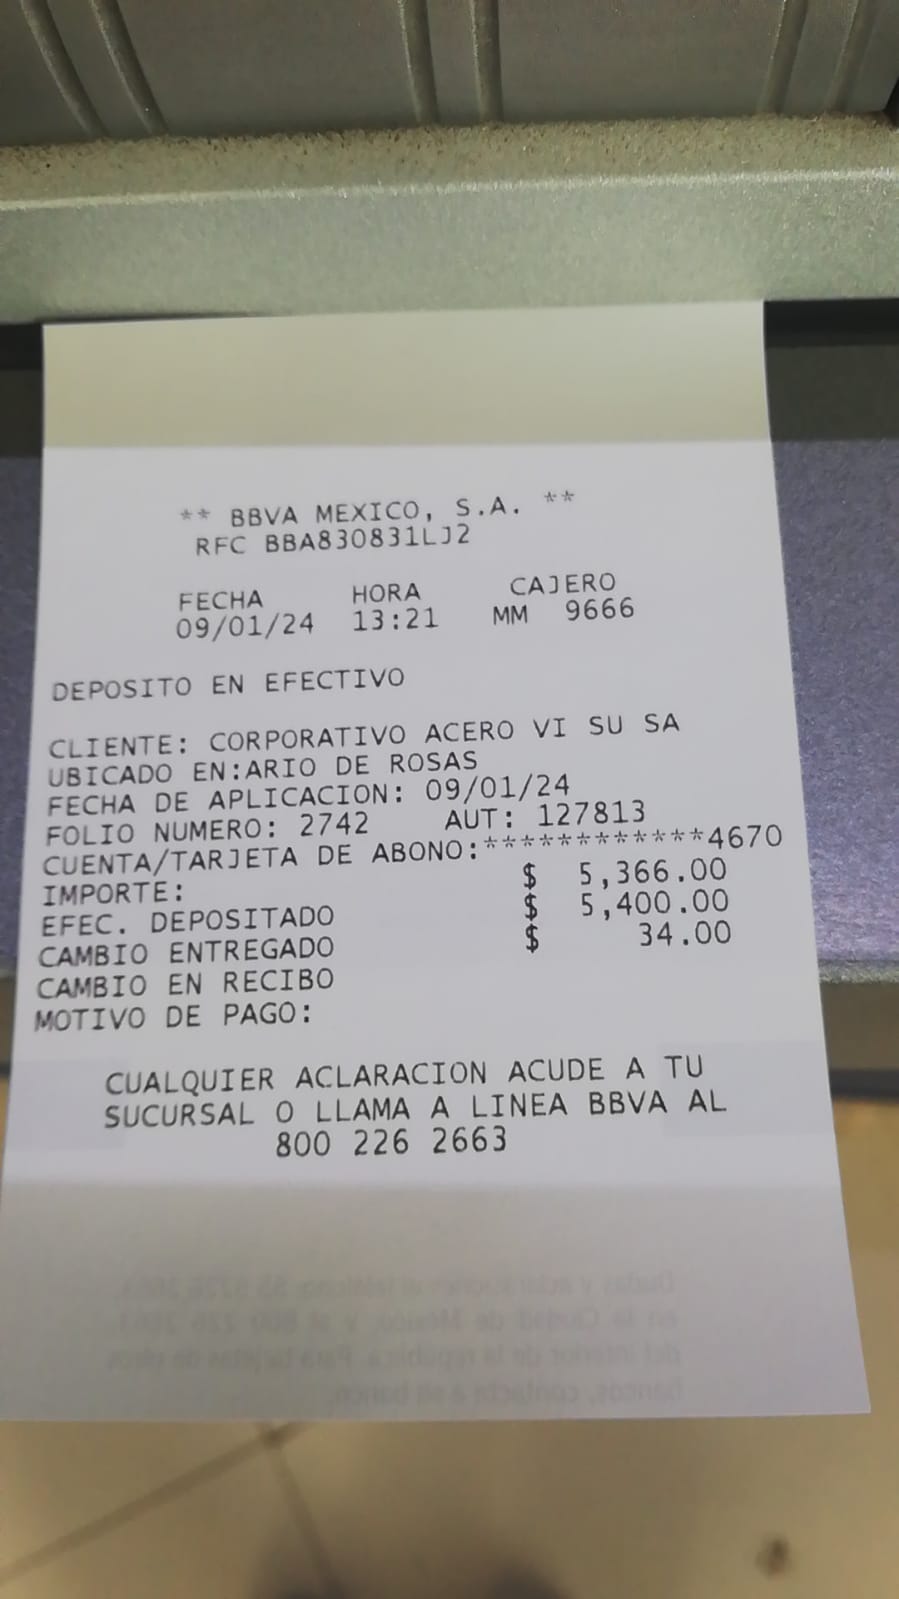 ** BBVA MEXICO, S.A. **
RFC BBA830831LJ2
FECHA HORA CAJERO
09/01/24 13:21 MM 9666
DEPOSITO EN EFECTIVO
CLIENTE: CORPORATIVO ACERO VI SU SA
UBICADO EN:ARIO DE ROSAS
FECHA DE APLICACION: 09/01/24
FOLIO NUMERO: 2742 AUT: 127813
CUENTA/TARJETA DE ABONO:************4670
IMPORTE: $ 5,366.00
EFEC. DEPOSITADO $ 5,400.00
CAMBIO ENTREGADO $ 34.00
CAMBIO EN RECIBO
MOTIVO DE PAGO:
CUALQUIER ACLARACION ACUDE A TU
SUCURSAL O LLAMA A LINEA BBVA AL
800 226 2663